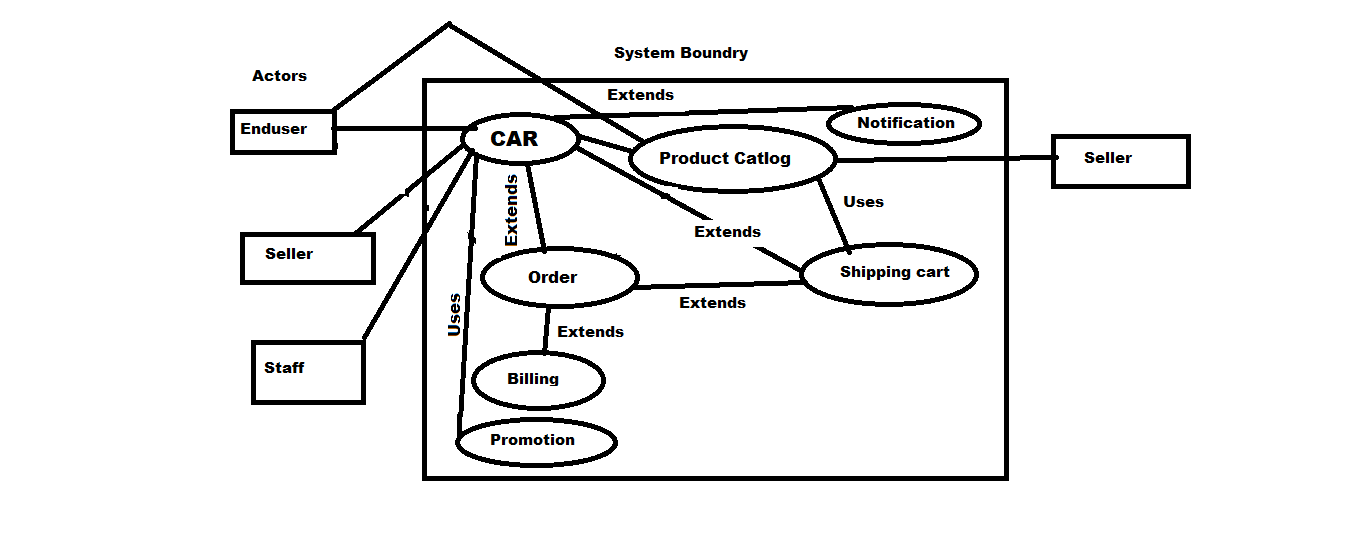 System Boundry
Actors
Extends
Enduser
CAR
Notification
Product Catlog
Seller
Uses
Extends
Extends
Seller
Order
Shipping cart
Extends
Uses
Extends
Staff
Billing
Promotion